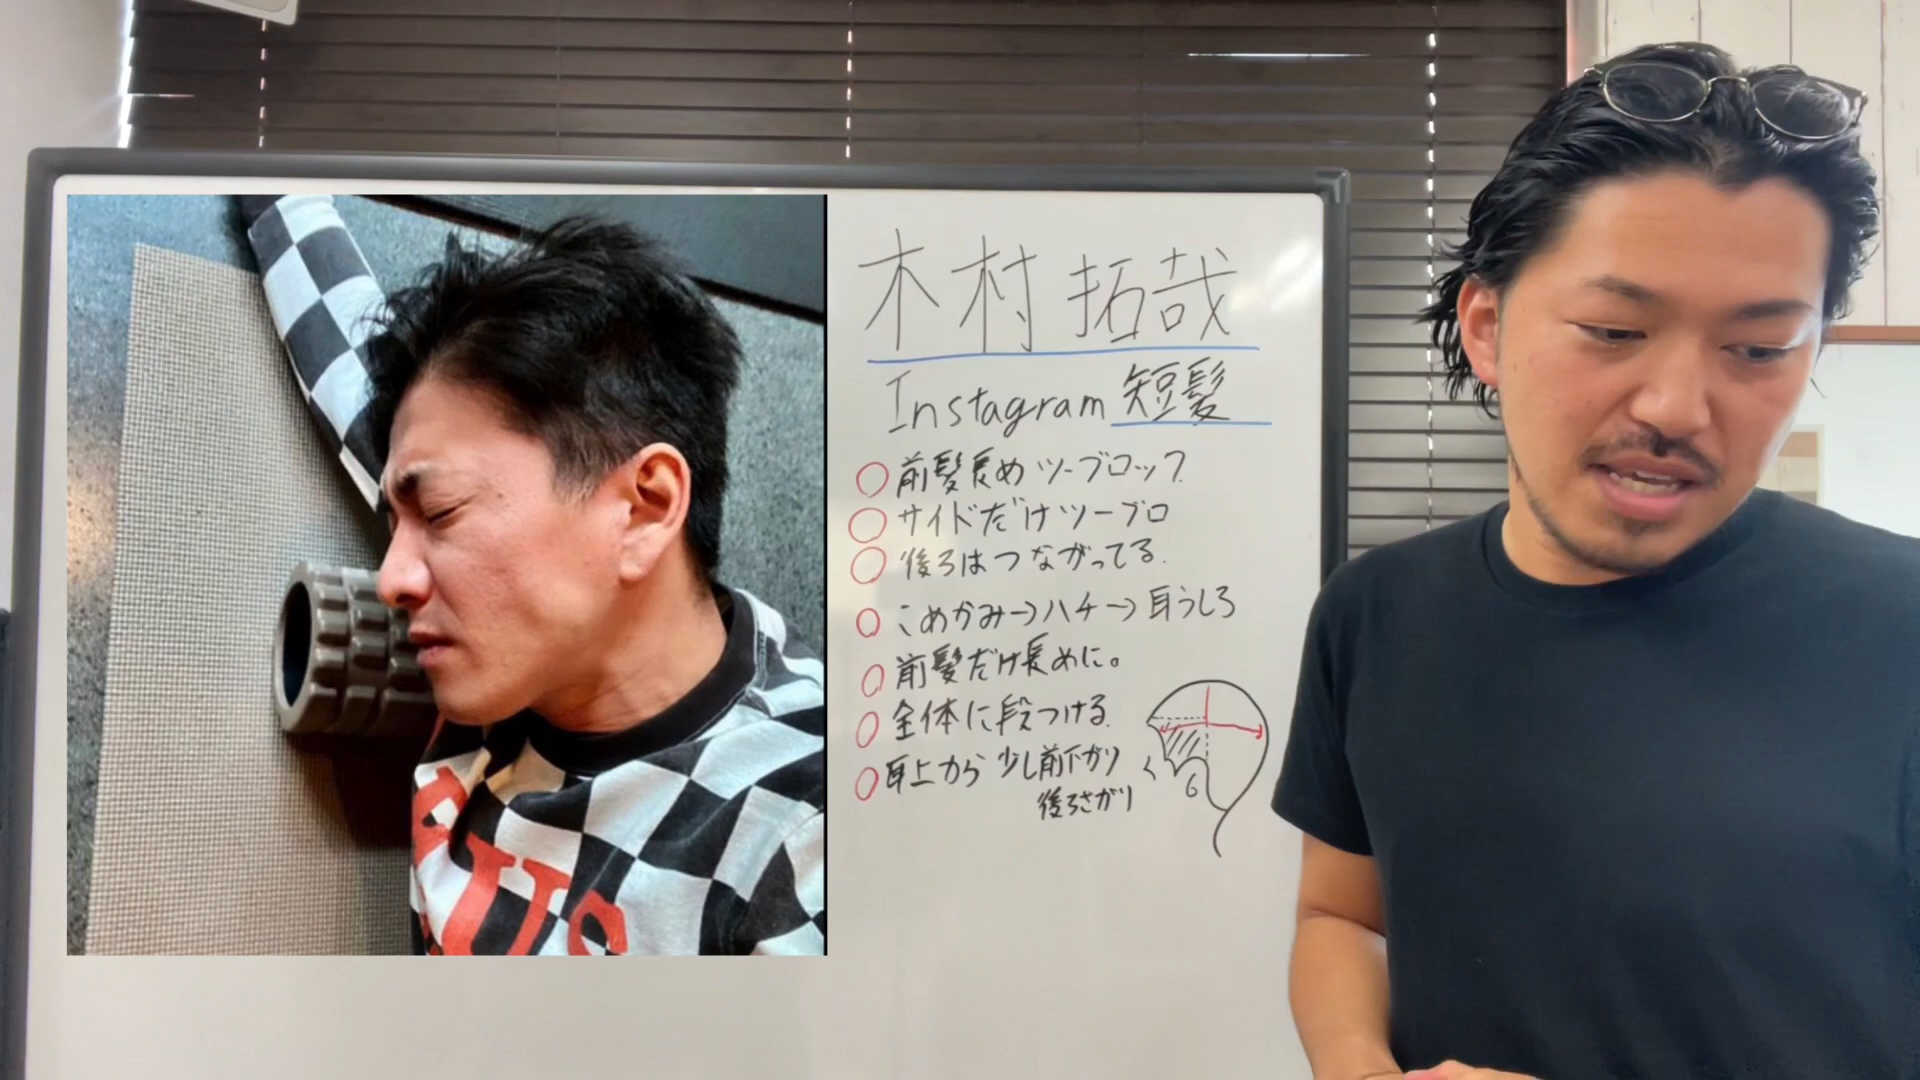 木村拓哉
Instagram 短髪
前髪長め ツーブロック
サイドだけツーブロ
後ろはつながってる.
こめかみ→ハチ→耳うしろ
前髪だけ長めに。
全体に段つける.
耳上から 少し前下がり
後ろさがり